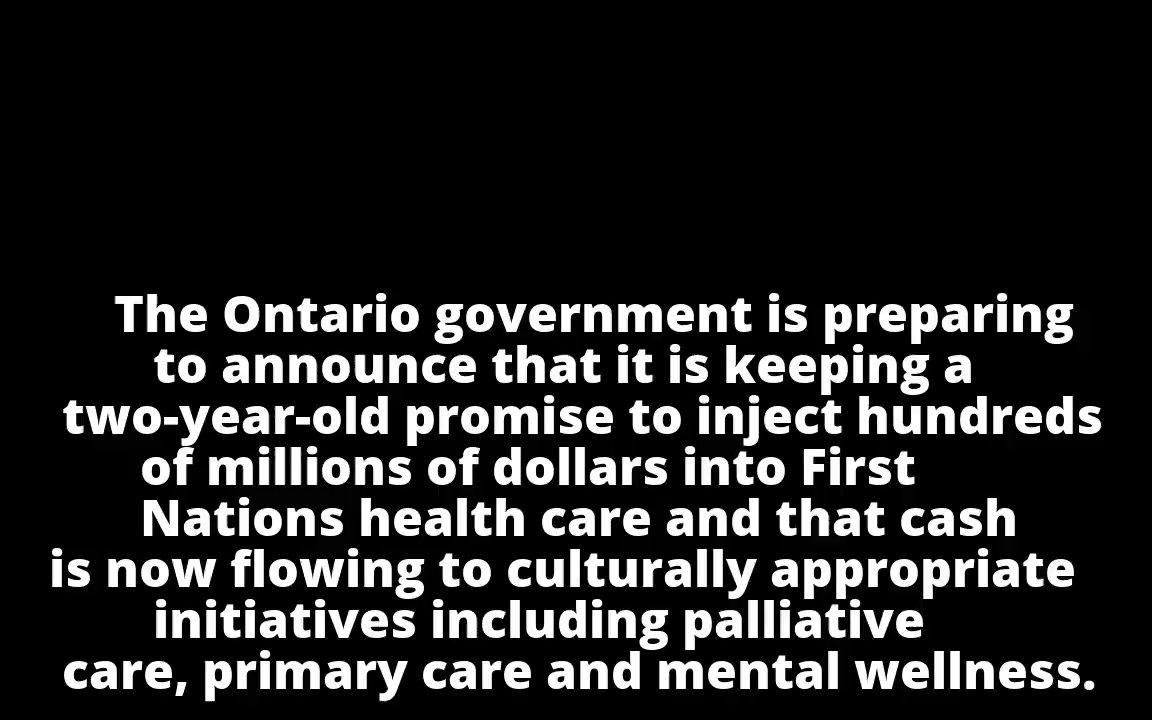 The Ontario government is preparing
to announce that it is keeping a
two-year-old promise to inject hundreds
of millions of dollars into First
Nations health care and that cash
is now flowing to culturally appropriate
initiatives including palliative
care, primary care and mental wellness.